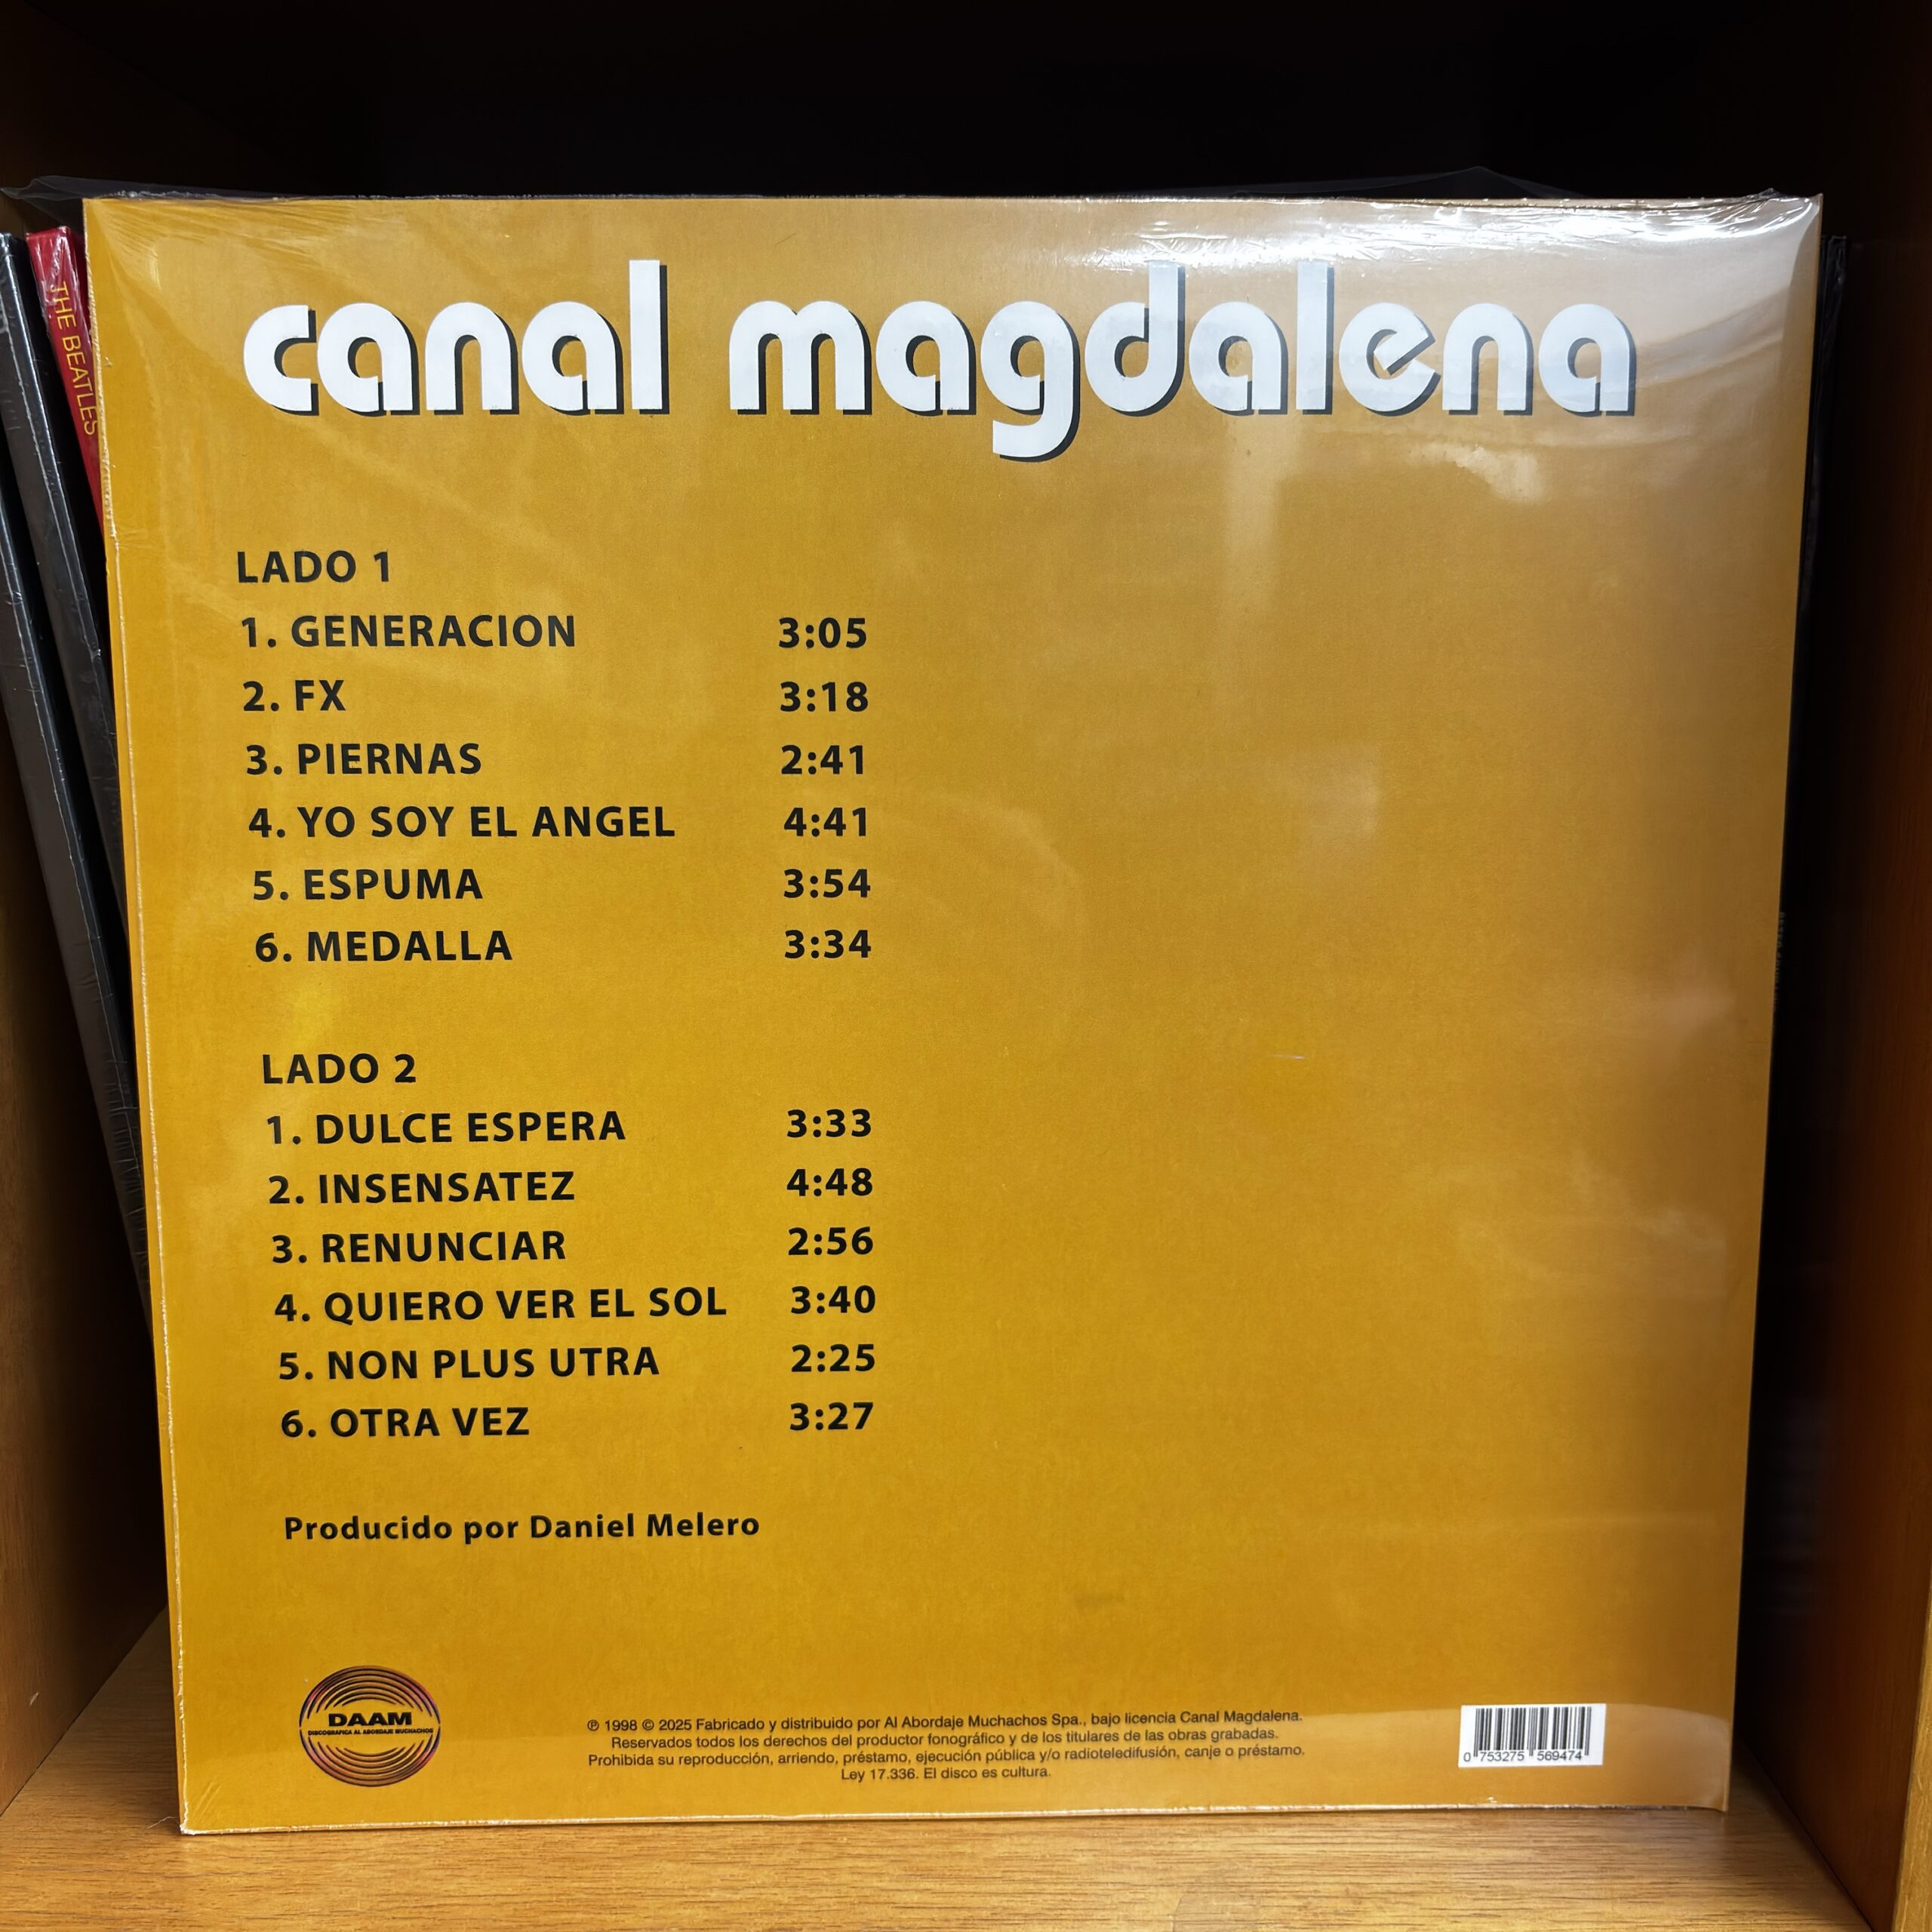 THE BEATLES
canal magdalena
LADO 1
1. GENERACION 3:05
2. FX 3:18
3. PIERNAS 2:41
4. YO SOY EL ANGEL 4:41
5. ESPUMA 3:54
6. MEDALLA 3:34
LADO 2
1. DULCE ESPERA 3:33
2. INSENSATEZ 4:48
3. RENUNCIAR 2:56
4. QUIERO VER EL SOL 3:40
5. NON PLUS UTRA 2:25
6. OTRA VEZ 3:27
Producido por Daniel Melero
DAAM
DISCOGRAFICA AL ABORDAJE MUCHACHOS
℗ 1998 © 2025 Fabricado y distribuido por Al Abordaje Muchachos Spa., bajo licencia Canal Magdalena.
Reservados todos los derechos del productor fonográfico y de los titulares de las obras grabadas.
Prohibida su reproducción, arriendo, préstamo, ejecución pública y/o radioteledifusión, canje o préstamo.
Ley 17.336. El disco es cultura.
0 753275 569474